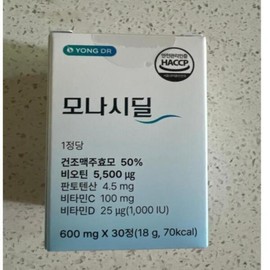 YONG DR
HACCP
모나시딜
1정당
건조맥주효모 50%
비오틴 5,500 µg
판토텐산 4.5 mg
비타민C 100 mg
비타민D 25 µg(1,000 IU)
600 mg X 30정(18 g, 70kcal)